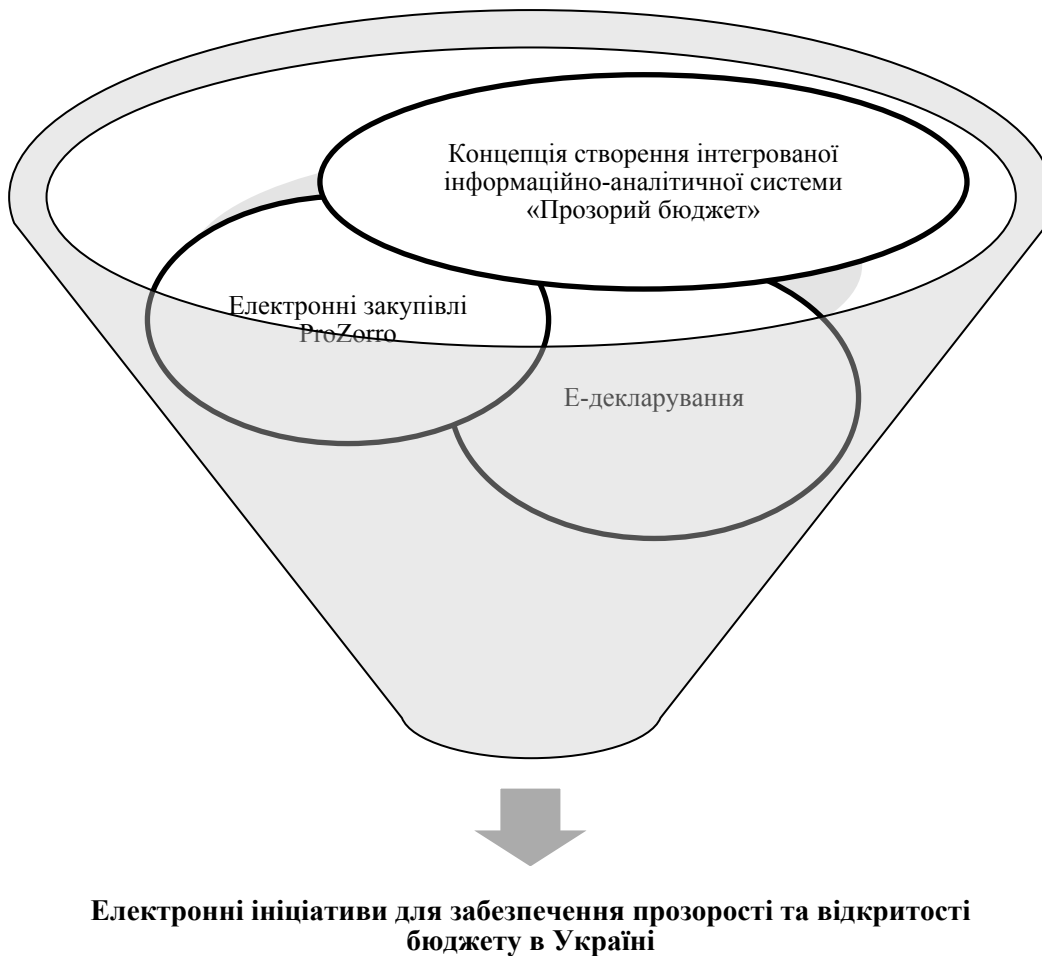 Концепція створення інтегрованої
інформаційно-аналітичної системи
«Прозорий бюджет»
Електронні закупівлі
ProZorro
Е-декларування
Електронні ініціативи для забезпечення прозорості та відкритості
бюджету в Україні